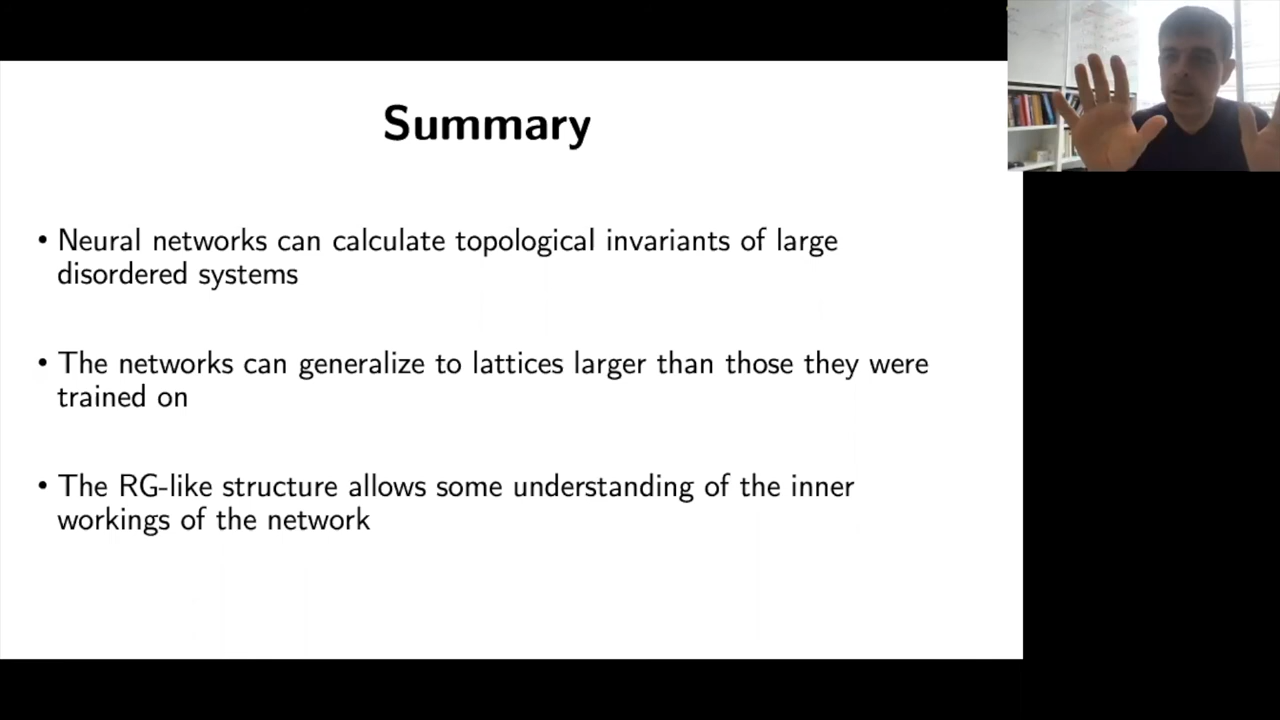 Summary
• Neural networks can calculate topological invariants of large
disordered systems
• The networks can generalize to lattices larger than those they were
trained on
• The RG-like structure allows some understanding of the inner
workings of the network